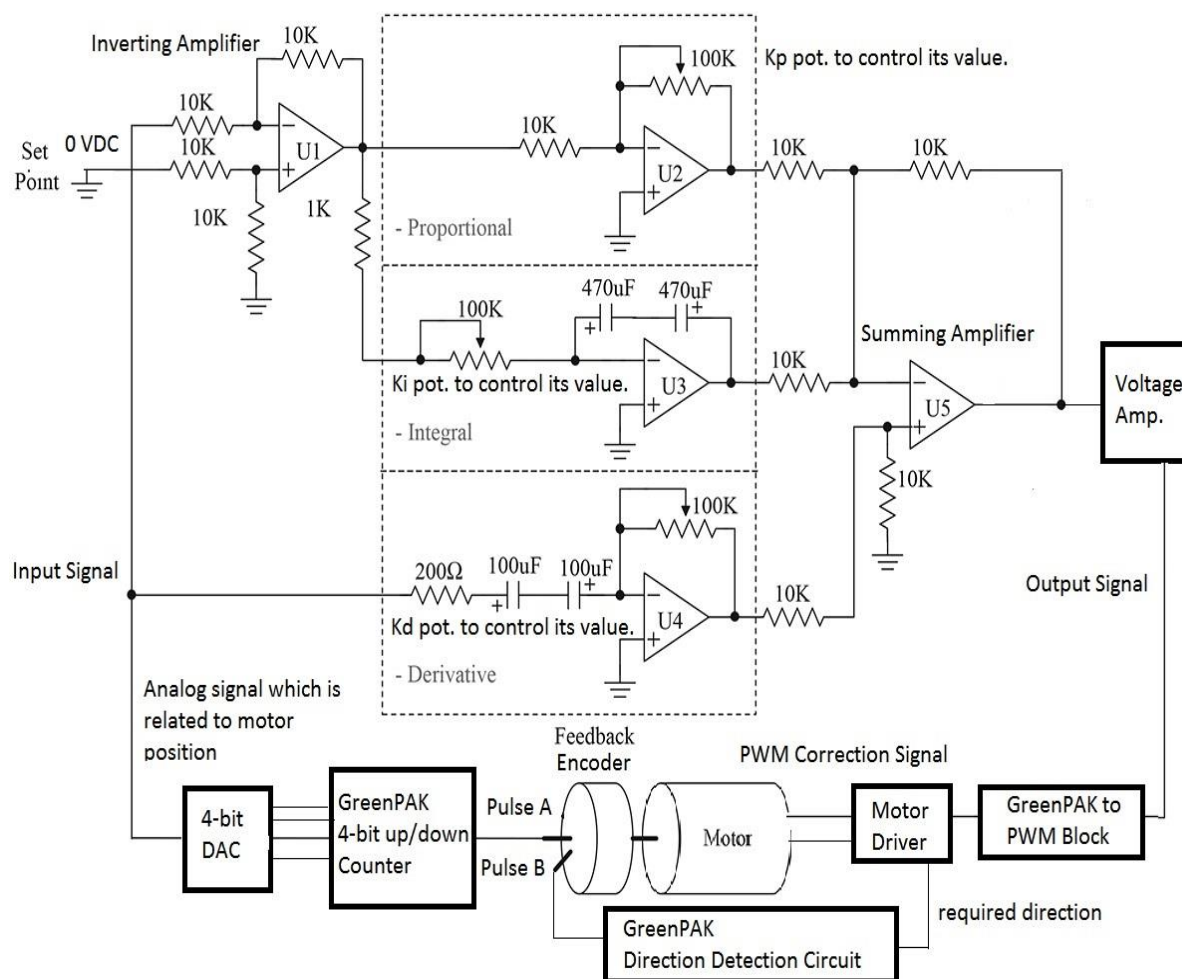 Inverting Amplifier
10K
100K
Kp pot. to control its value.
10K
10K
0 VDC
Set
Point
10K
−
+
U1
10K
−
+
U2
10K
10K
10K
1K
- Proportional
470uF
470uF
+
+
100K
Summing Amplifier
−
+
U3
10K
Ki pot. to control its value.
- Integral
−
+
U5
Voltage
Amp.
10K
100K
Input Signal
200Ω
100uF
100uF
+
+
−
+
U4
10K
Output Signal
Kd pot. to control its value.
- Derivative
Analog signal which is
related to motor
position
Feedback
Encoder
PWM Correction Signal
4-bit
DAC
GreenPAK
4-bit up/down
Counter
Pulse A
Pulse B
Motor
Motor
Driver
GreenPAK to
PWM Block
required direction
GreenPAK
Direction Detection Circuit